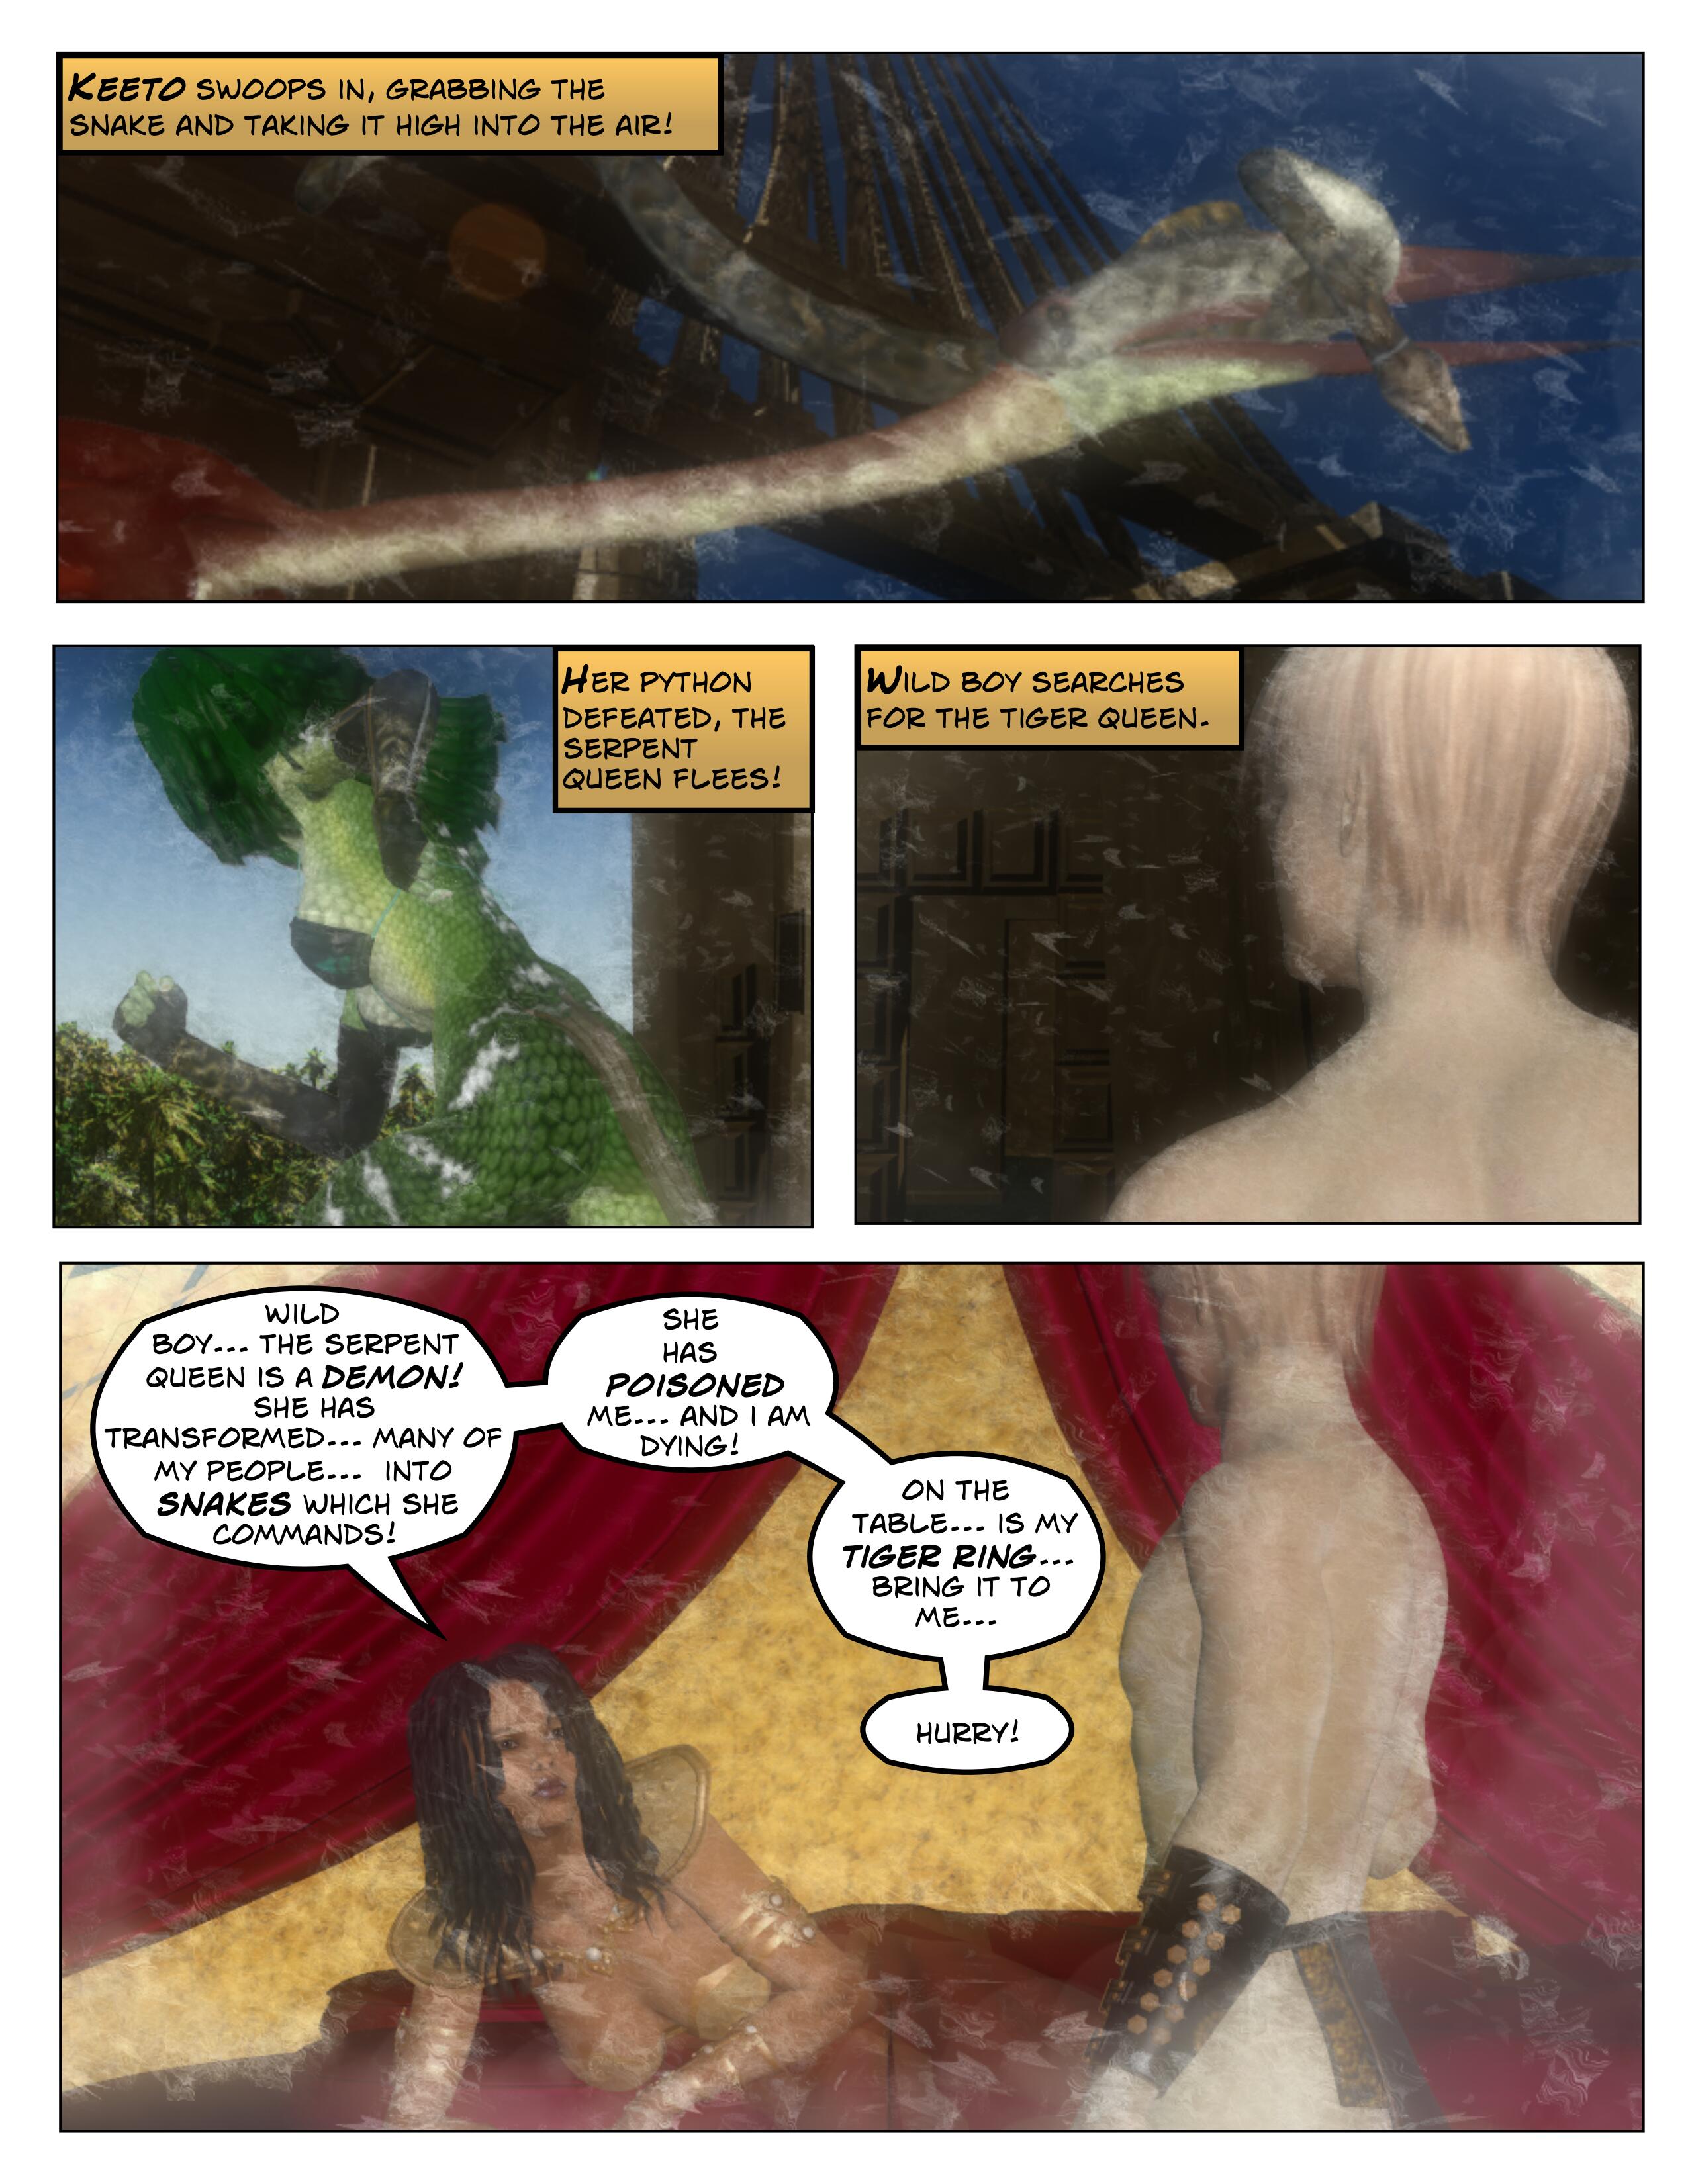 KEETO SWOOPS IN, GRABBING THE
SNAKE AND TAKING IT HIGH INTO THE AIR!
HER PYTHON
DEFEATED, THE
SERPENT
QUEEN FLEES!
WILD BOY SEARCHES
FOR THE TIGER QUEEN.
WILD
BOY... THE SERPENT
QUEEN IS A DEMON!
SHE HAS
TRANSFORMED... MANY OF
MY PEOPLE... INTO
SNAKES WHICH SHE
COMMANDS!
SHE
HAS
POISONED
ME... AND I AM
DYING!
ON THE
TABLE... IS MY
TIGER RING...
BRING IT TO
ME...
HURRY!